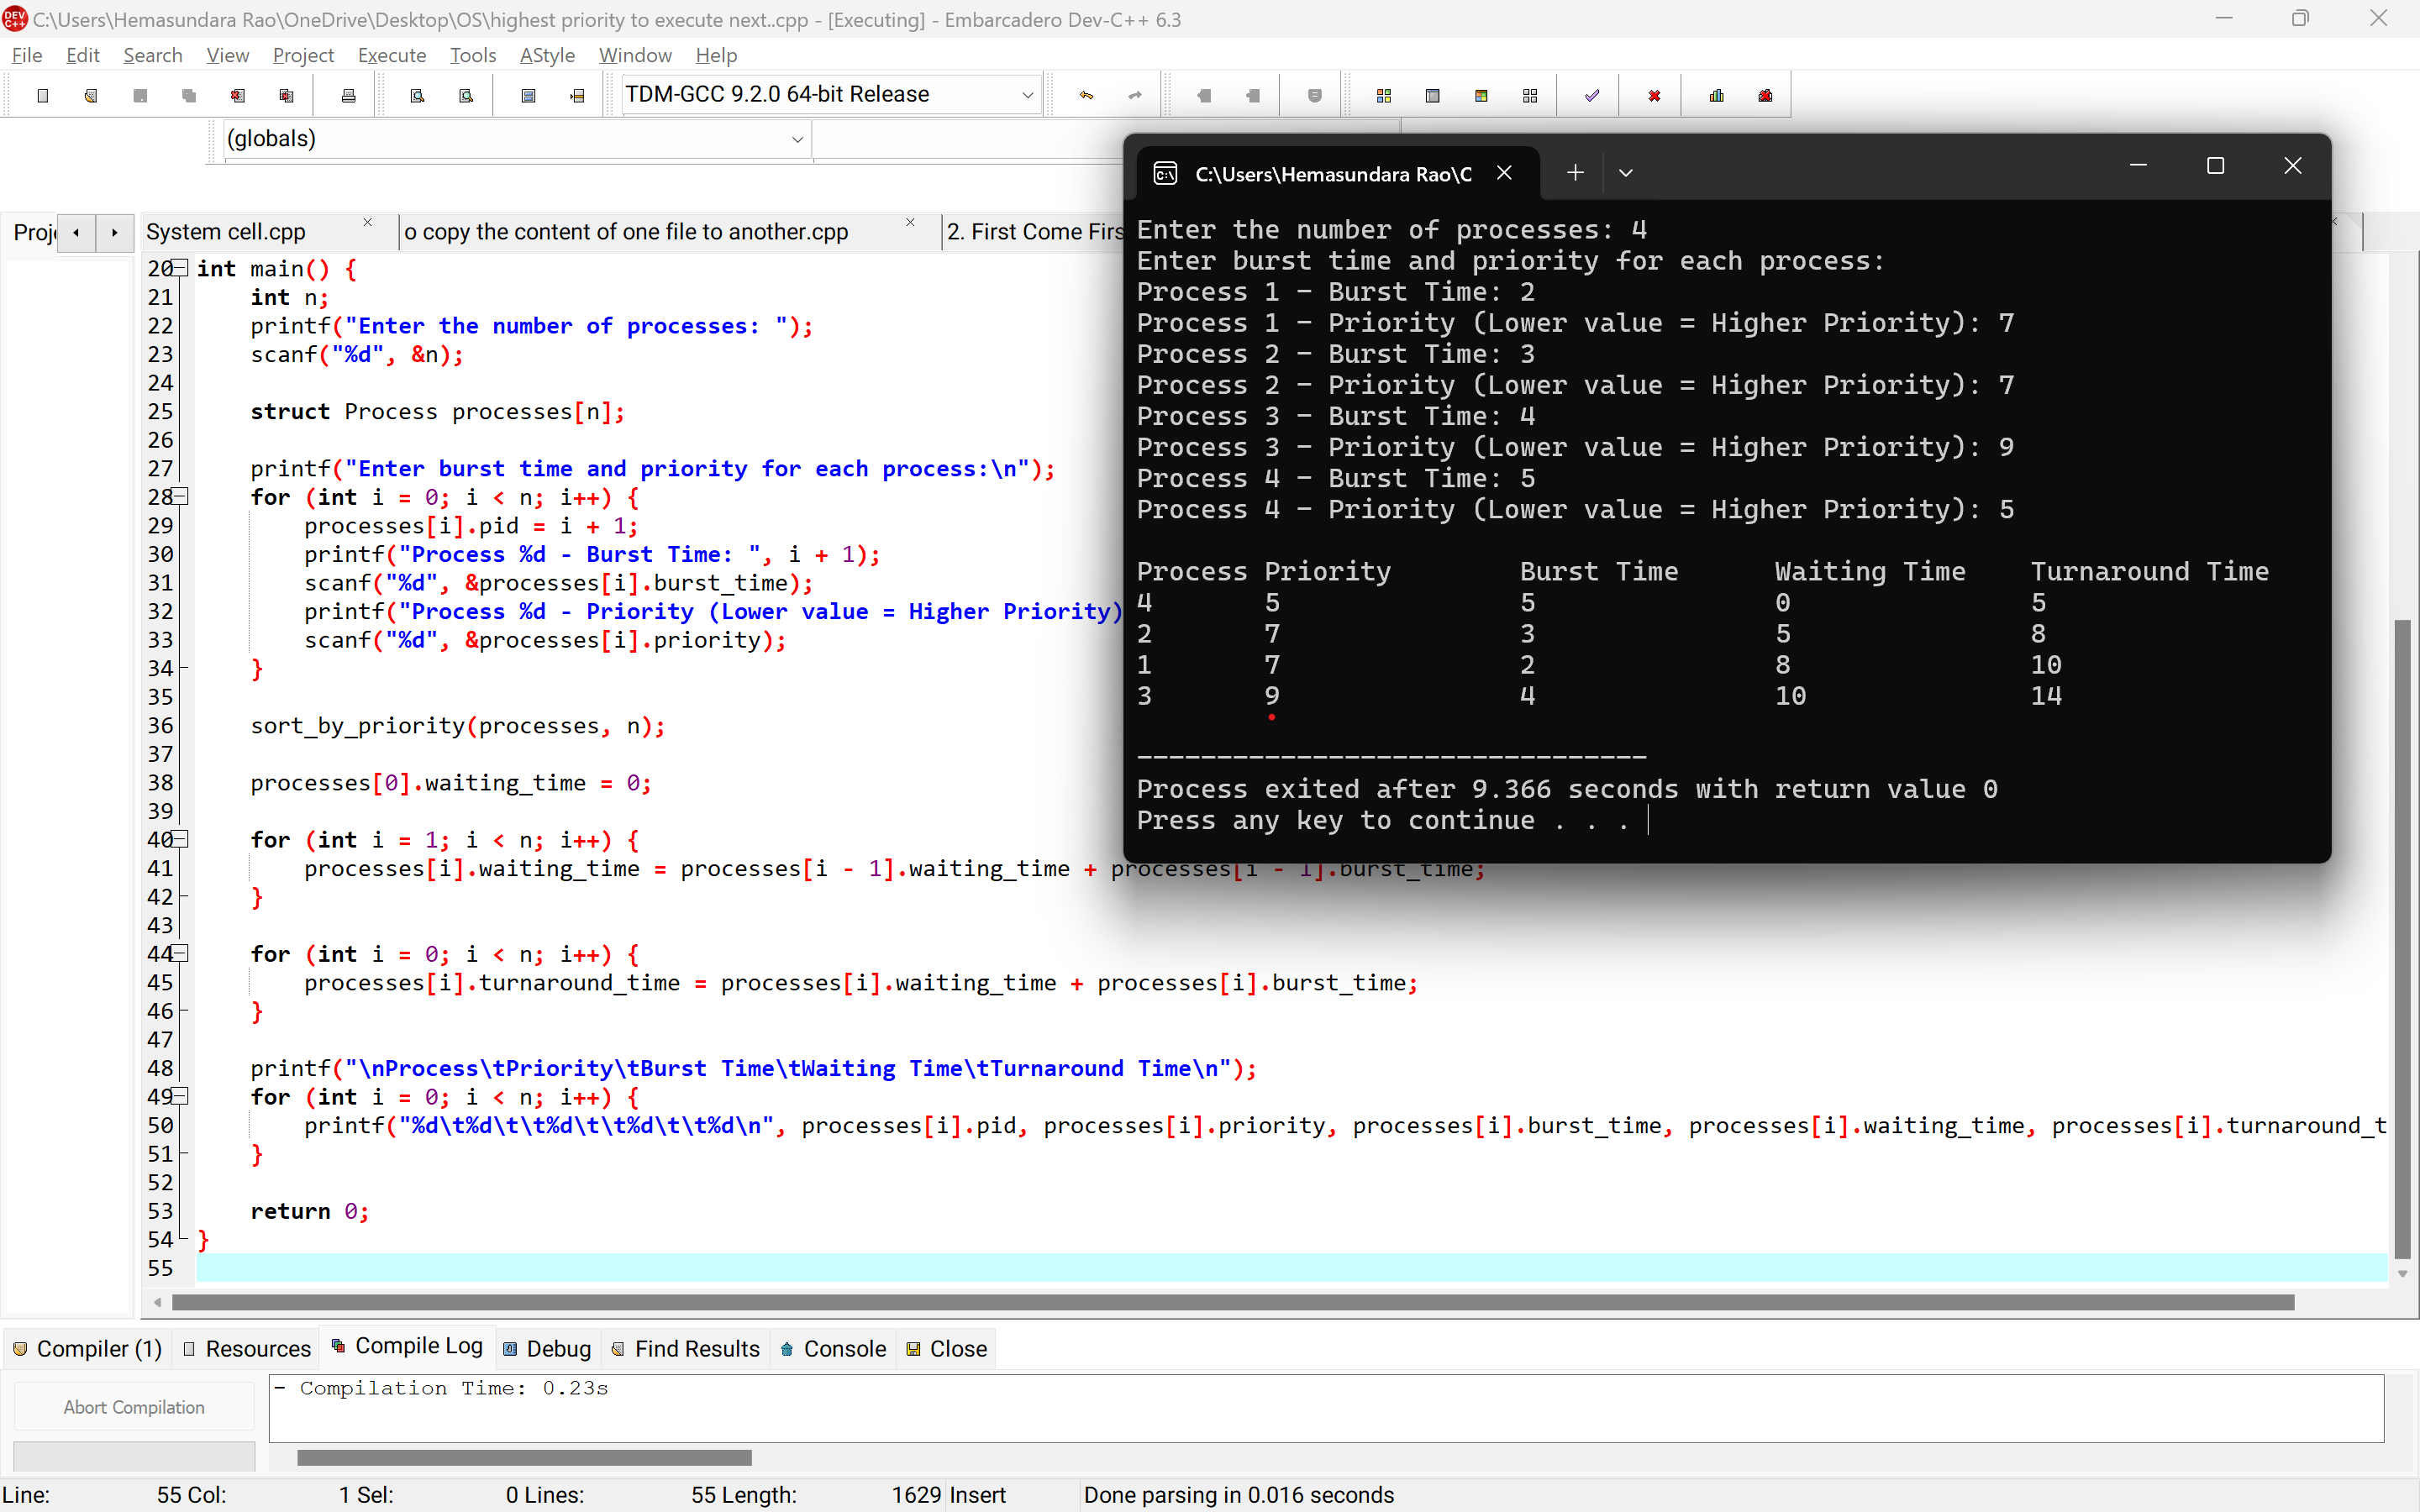 C:\Users\Hemasundara Rao\OneDrive\Desktop\OS\highest priority to execute next..cpp - [Executing] - Embarcadero Dev-C++ 6.3
File Edit Search View Project Execute Tools AStyle Window Help
TDM-GCC 9.2.0 64-bit Release
(globals)
System cell.cpp
o copy the content of one file to another.cpp
2. First Come
20 int main() {
21 int n;
22 printf("Enter the number of processes: ");
23 scanf("%d", &n);
24
25 struct Process processes[n];
26
27 printf("Enter burst time and priority for each process:\n");
28 for (int i = 0; i < n; i++) {
29 processes[i].pid = i + 1;
30 printf("Process %d - Burst Time: ", i + 1);
31 scanf("%d", &processes[i].burst_time);
32 printf("Process %d - Priority (Lower value = Higher Priority)
33 scanf("%d", &processes[i].priority);
34 }
35
36 sort_by_priority(processes, n);
37
38 processes[0].waiting_time = 0;
39
40 for (int i = 1; i < n; i++) {
41 processes[i].waiting_time = processes[i - 1].waiting_time + processes[i - 1].burst_time;
42 }
43
44 for (int i = 0; i < n; i++) {
45 processes[i].turnaround_time = processes[i].waiting_time + processes[i].burst_time;
46 }
47
48 printf("\nProcess\tPriority\tBurst Time\tWaiting Time\tTurnaround Time\n");
49 for (int i = 0; i < n; i++) {
50 printf("%d\t%d\t\t%d\t\t%d\t\t%d\n", processes[i].pid, processes[i].priority, processes[i].burst_time, processes[i].waiting_time, processes[i].turnaround_t
51 }
52
53 return 0;
54 }
55
C:\Users\Hemasundara Rao\C
Enter the number of processes: 4
Enter burst time and priority for each process:
Process 1 - Burst Time: 2
Process 1 - Priority (Lower value = Higher Priority): 7
Process 2 - Burst Time: 3
Process 2 - Priority (Lower value = Higher Priority): 7
Process 3 - Burst Time: 4
Process 3 - Priority (Lower value = Higher Priority): 9
Process 4 - Burst Time: 5
Process 4 - Priority (Lower value = Higher Priority): 5
Process Priority Burst Time Waiting Time Turnaround Time
4 5 5 0 5
2 7 3 5 8
1 7 2 8 10
3 9 4 10 14
--------------------------------
Process exited after 9.366 seconds with return value 0
Press any key to continue . . .
Compiler (1) Resources Compile Log Debug Find Results Console Close
Abort Compilation
- Compilation Time: 0.23s
Line: 55 Col: 1 Sel: 0 Lines: 55 Length: 1629 Insert Done parsing in 0.016 seconds